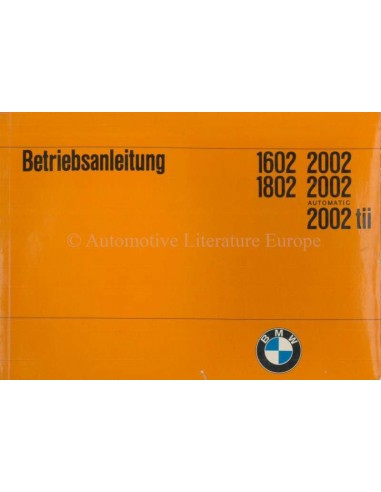 Betriebsanleitung 1602 2002
1802 2002
AUTOMATIC
2002 tii
© Automotive Literature Europe
BMW